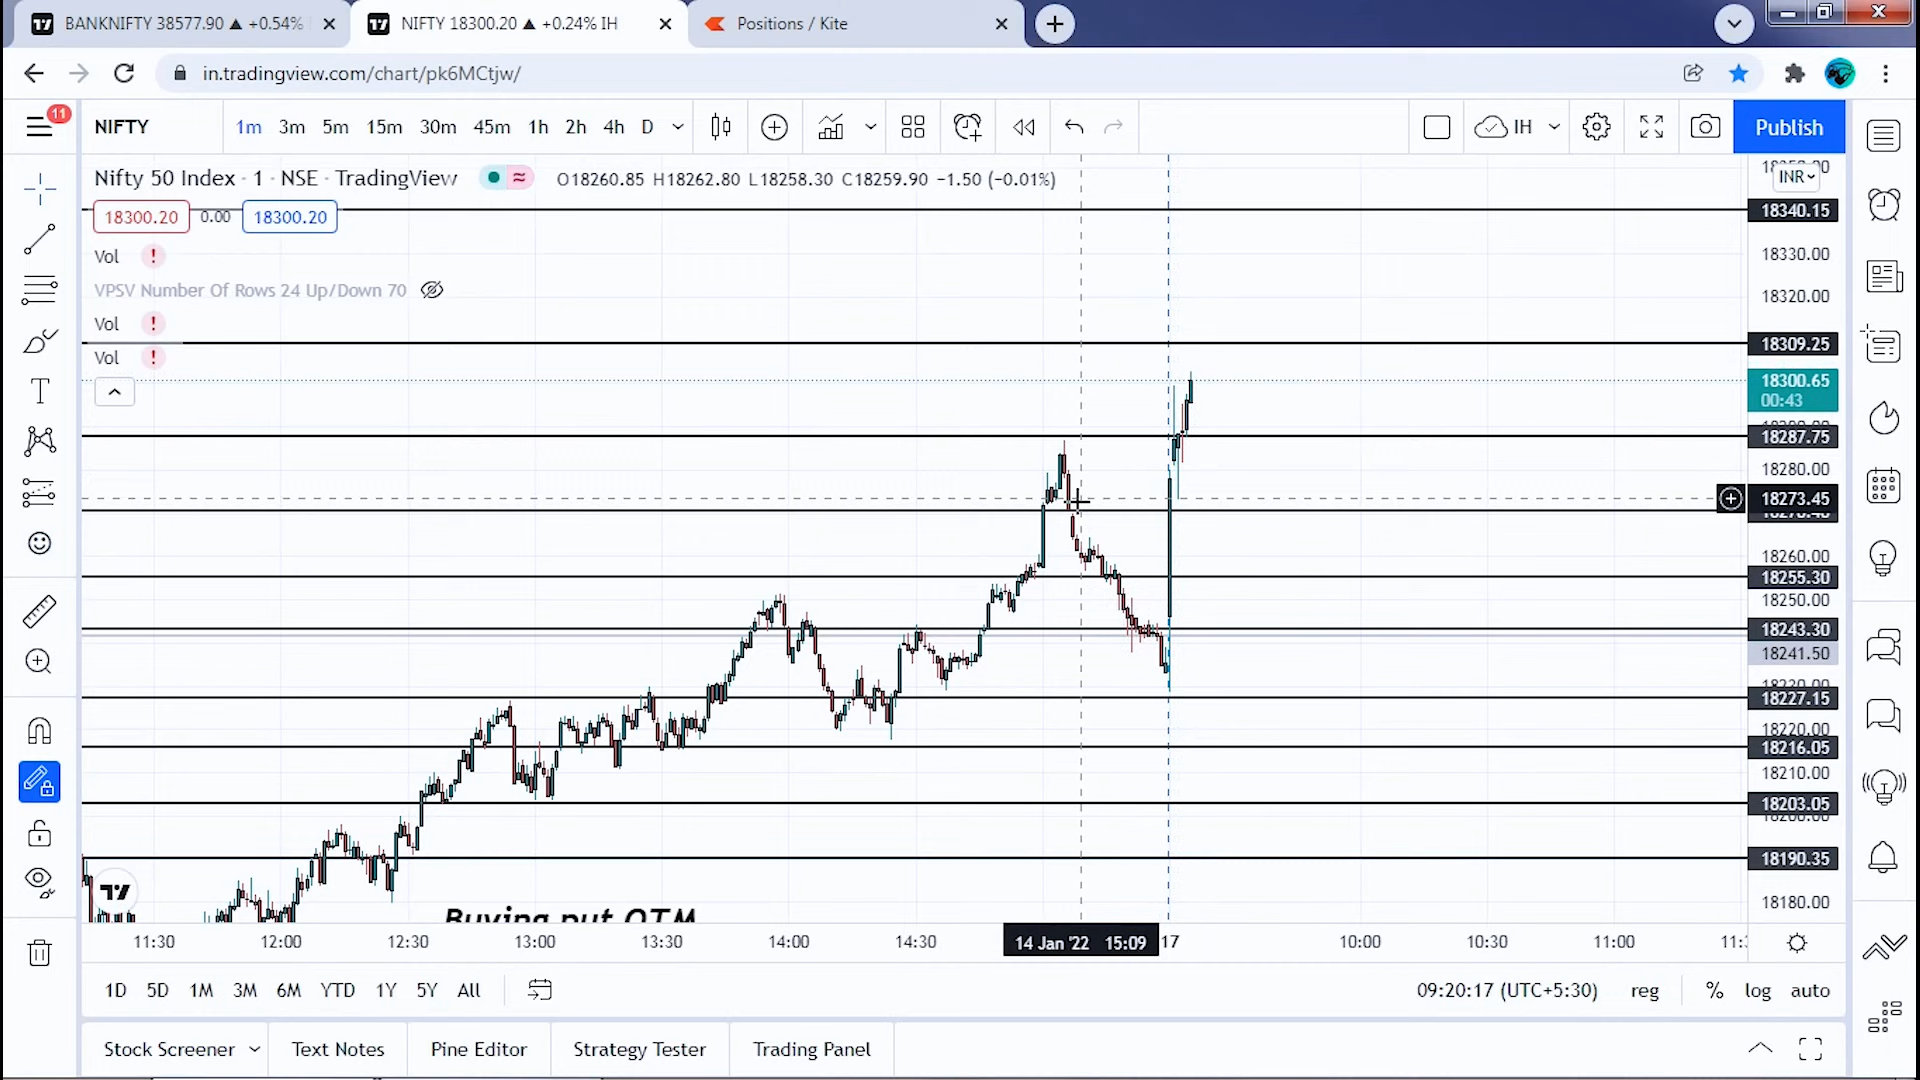 BANKNIFTY 38577.90 ▲ +0.54%
NIFTY 18300.20 ▲ +0.24% IH
Positions / Kite
in.tradingview.com/chart/pk6MCtjw/
11
NIFTY
1m 3m 5m 15m 30m 45m 1h 2h 4h D
IH
Publish
Nifty 50 Index · 1 · NSE · TradingView
O18260.85 H18262.80 L18258.30 C18259.90 −1.50 (−0.01%)
INR
18300.20 0.00 18300.20
18340.15
Vol !
18330.00
VPSV Number Of Rows 24 Up/Down 70
18320.00
Vol !
18309.25
Vol !
18300.65
00:43
18287.75
18280.00
18273.45
18260.00
18255.30
18250.00
18243.30
18241.50
18227.15
18220.00
18216.05
18210.00
18203.05
18190.35
18180.00
Buying put OTM
11:30 12:00 12:30 13:00 13:30 14:00 14:30 14 Jan '22 15:09 17 10:00 10:30 11:00
1D 5D 1M 3M 6M YTD 1Y 5Y All
09:20:17 (UTC+5:30) reg % log auto
Stock Screener Text Notes Pine Editor Strategy Tester Trading Panel